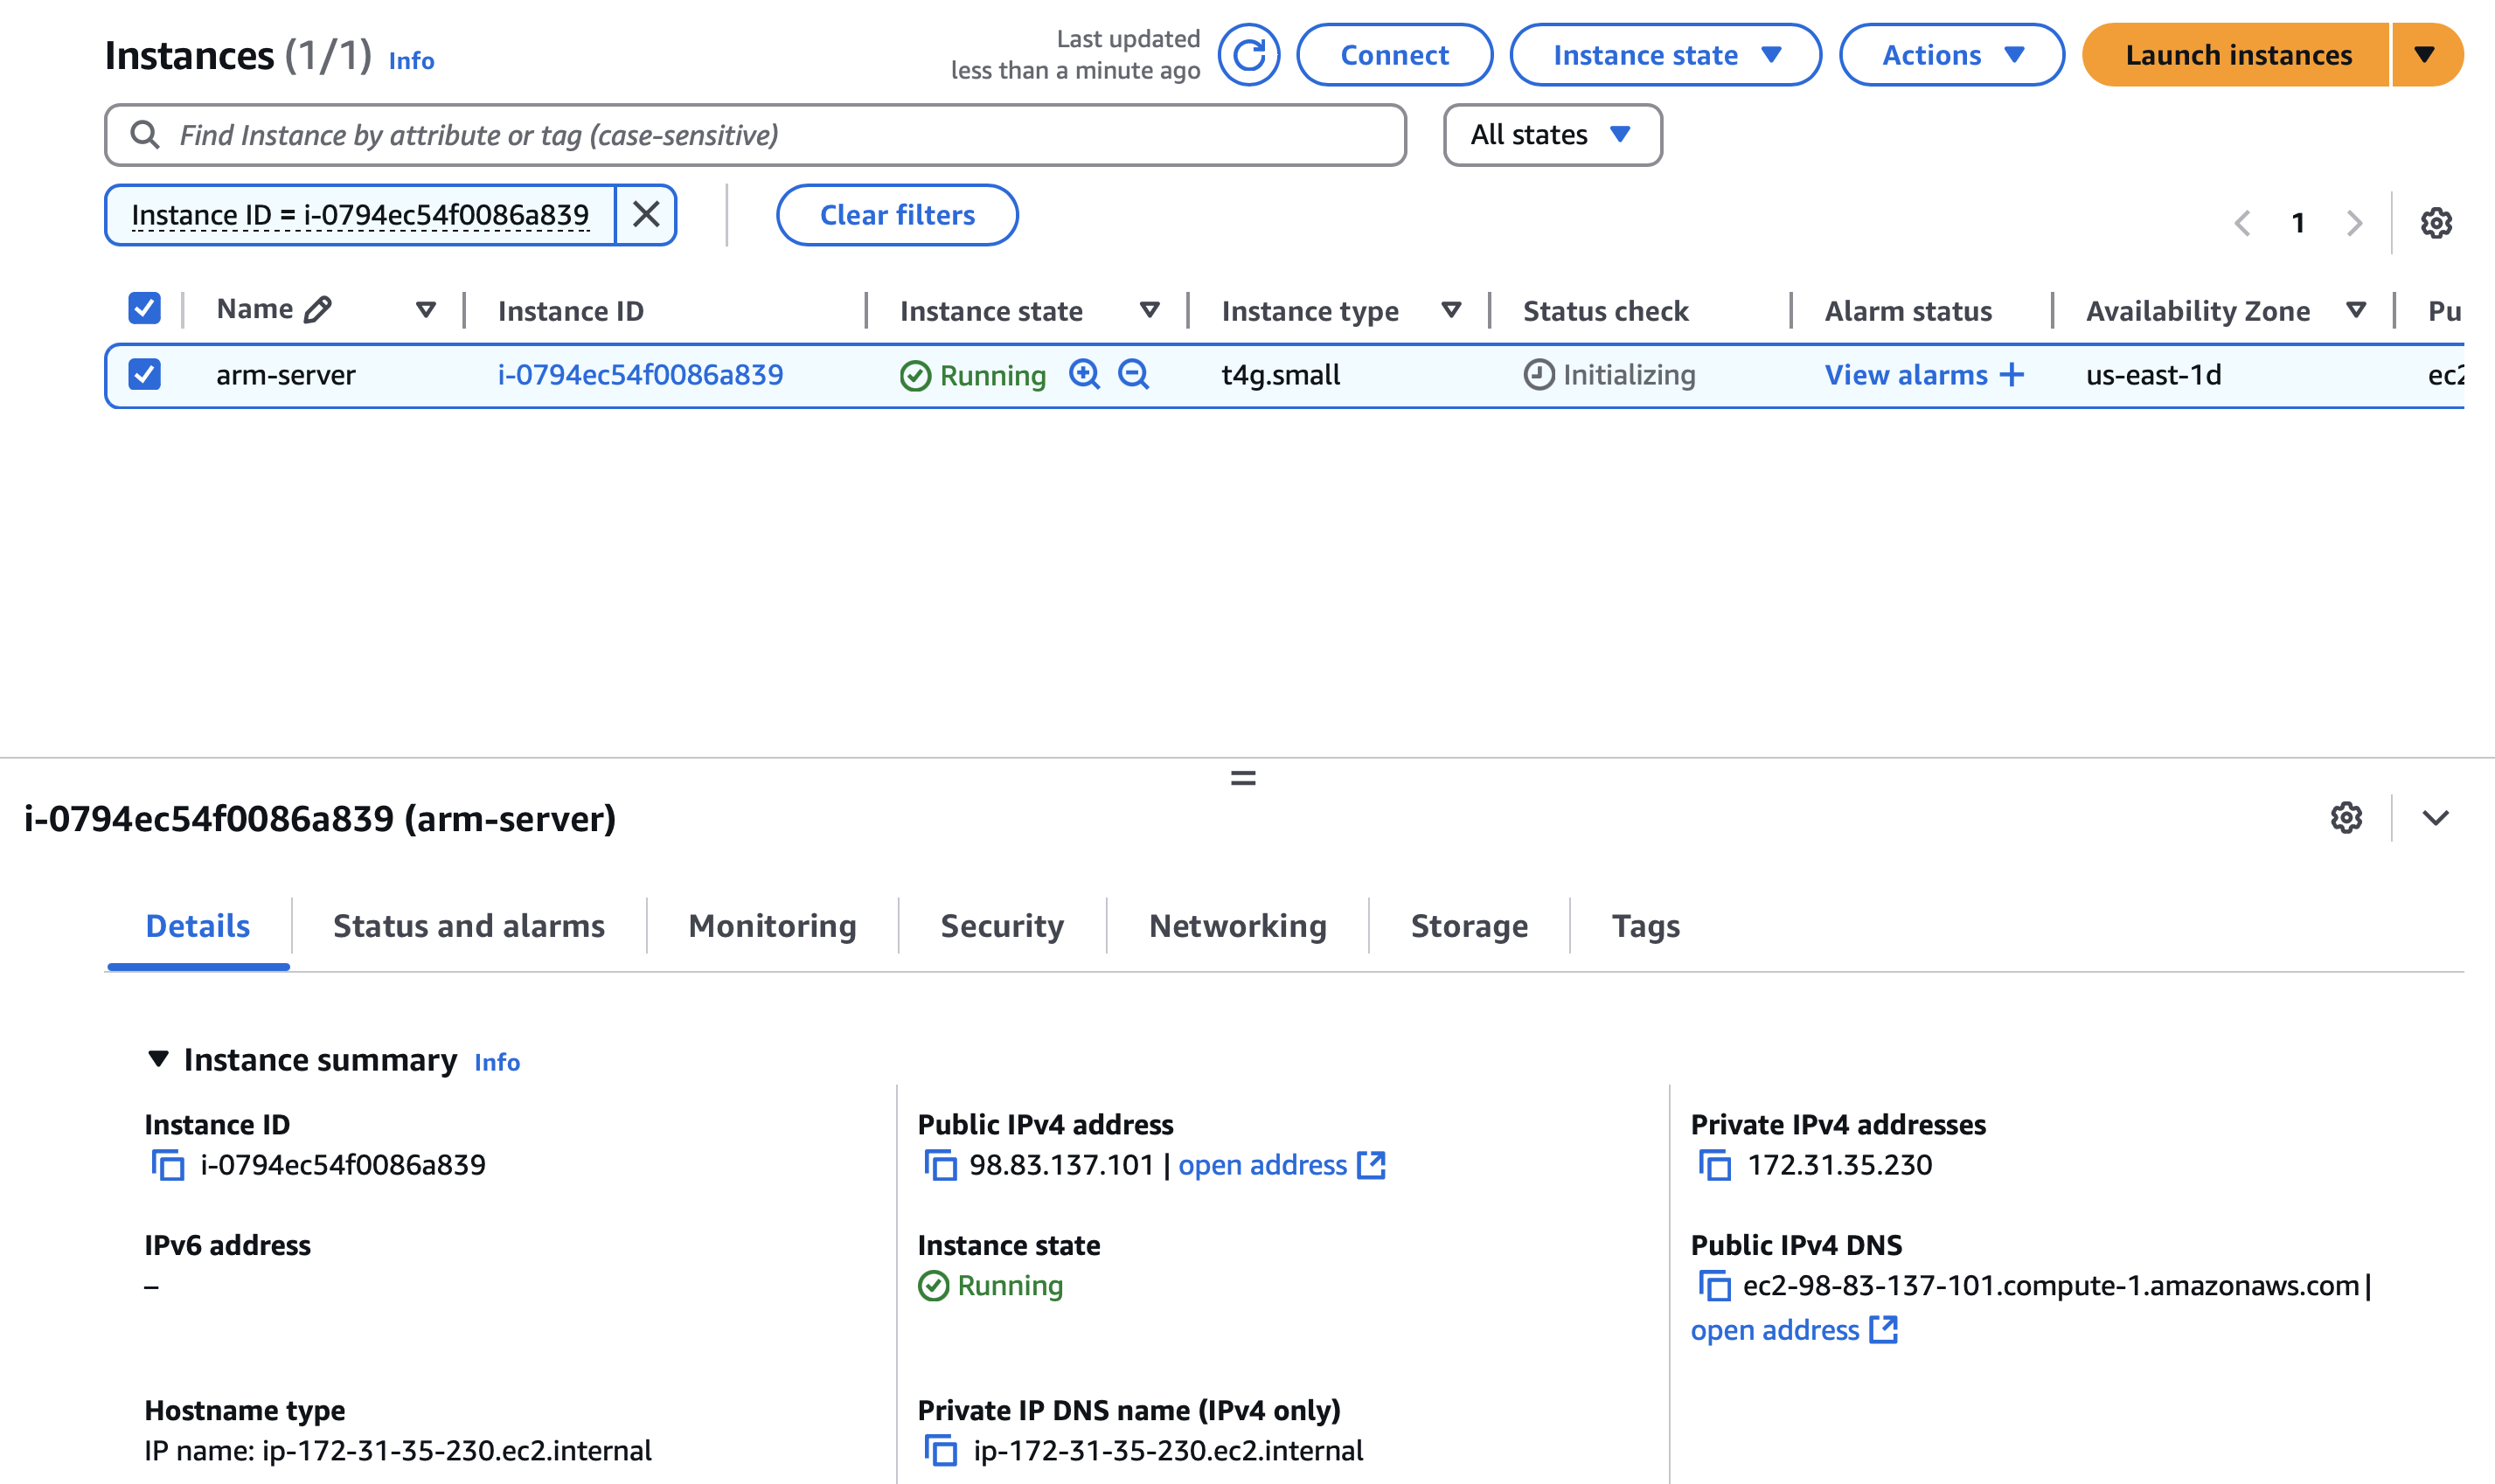 Instances (1/1) Info
Last updated
less than a minute ago
Connect
Instance state
Actions
Launch instances
Find Instance by attribute or tag (case-sensitive)
All states
Instance ID = i-0794ec54f0086a839
Clear filters
1
Name Instance ID Instance state Instance type Status check Alarm status Availability Zone Pu
arm-server i-0794ec54f0086a839 Running t4g.small Initializing View alarms + us-east-1d ec2
i-0794ec54f0086a839 (arm-server)
Details Status and alarms Monitoring Security Networking Storage Tags
Instance summary Info
Instance ID
i-0794ec54f0086a839
Public IPv4 address
98.83.137.101 | open address
Private IPv4 addresses
172.31.35.230
IPv6 address
–
Instance state
Running
Public IPv4 DNS
ec2-98-83-137-101.compute-1.amazonaws.com |
open address
Hostname type
IP name: ip-172-31-35-230.ec2.internal
Private IP DNS name (IPv4 only)
ip-172-31-35-230.ec2.internal